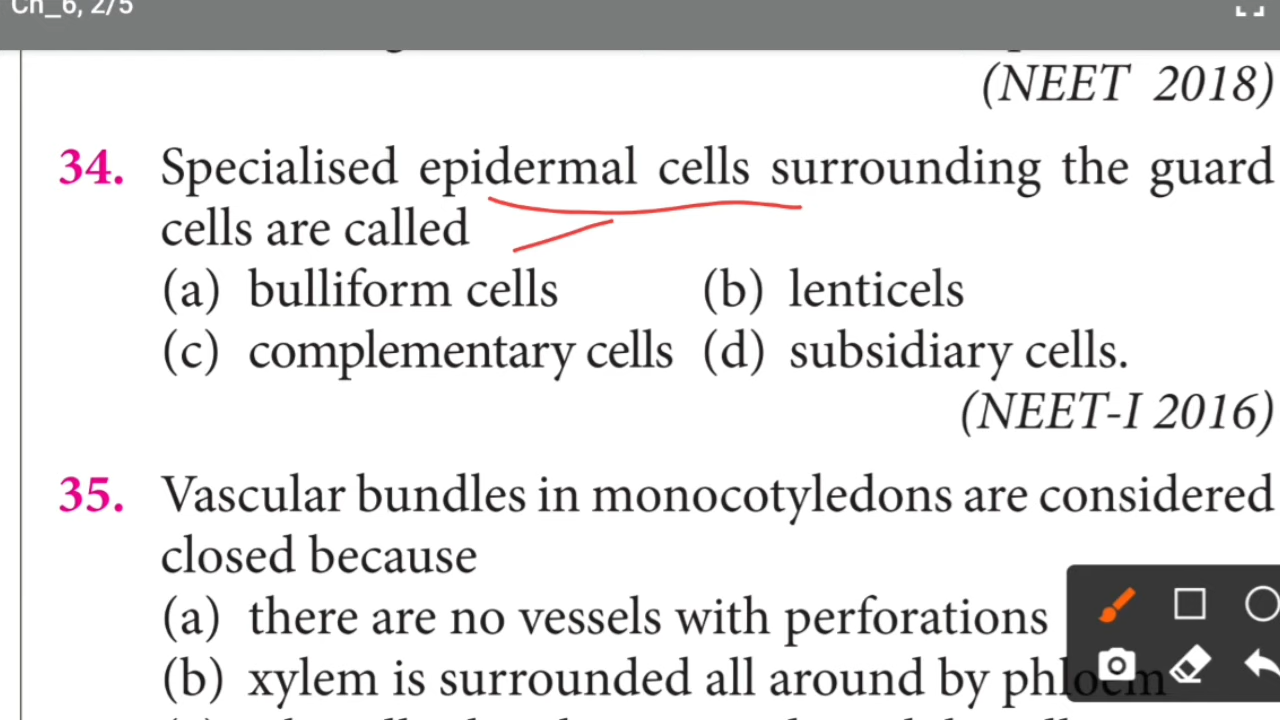 Ch_6, 2/5
(NEET 2018)
34. Specialised epidermal cells surrounding the guard
cells are called
(a) bulliform cells (b) lenticels
(c) complementary cells (d) subsidiary cells.
(NEET-I 2016)
35. Vascular bundles in monocotyledons are considered
closed because
(a) there are no vessels with perforations
(b) xylem is surrounded all around by phloem